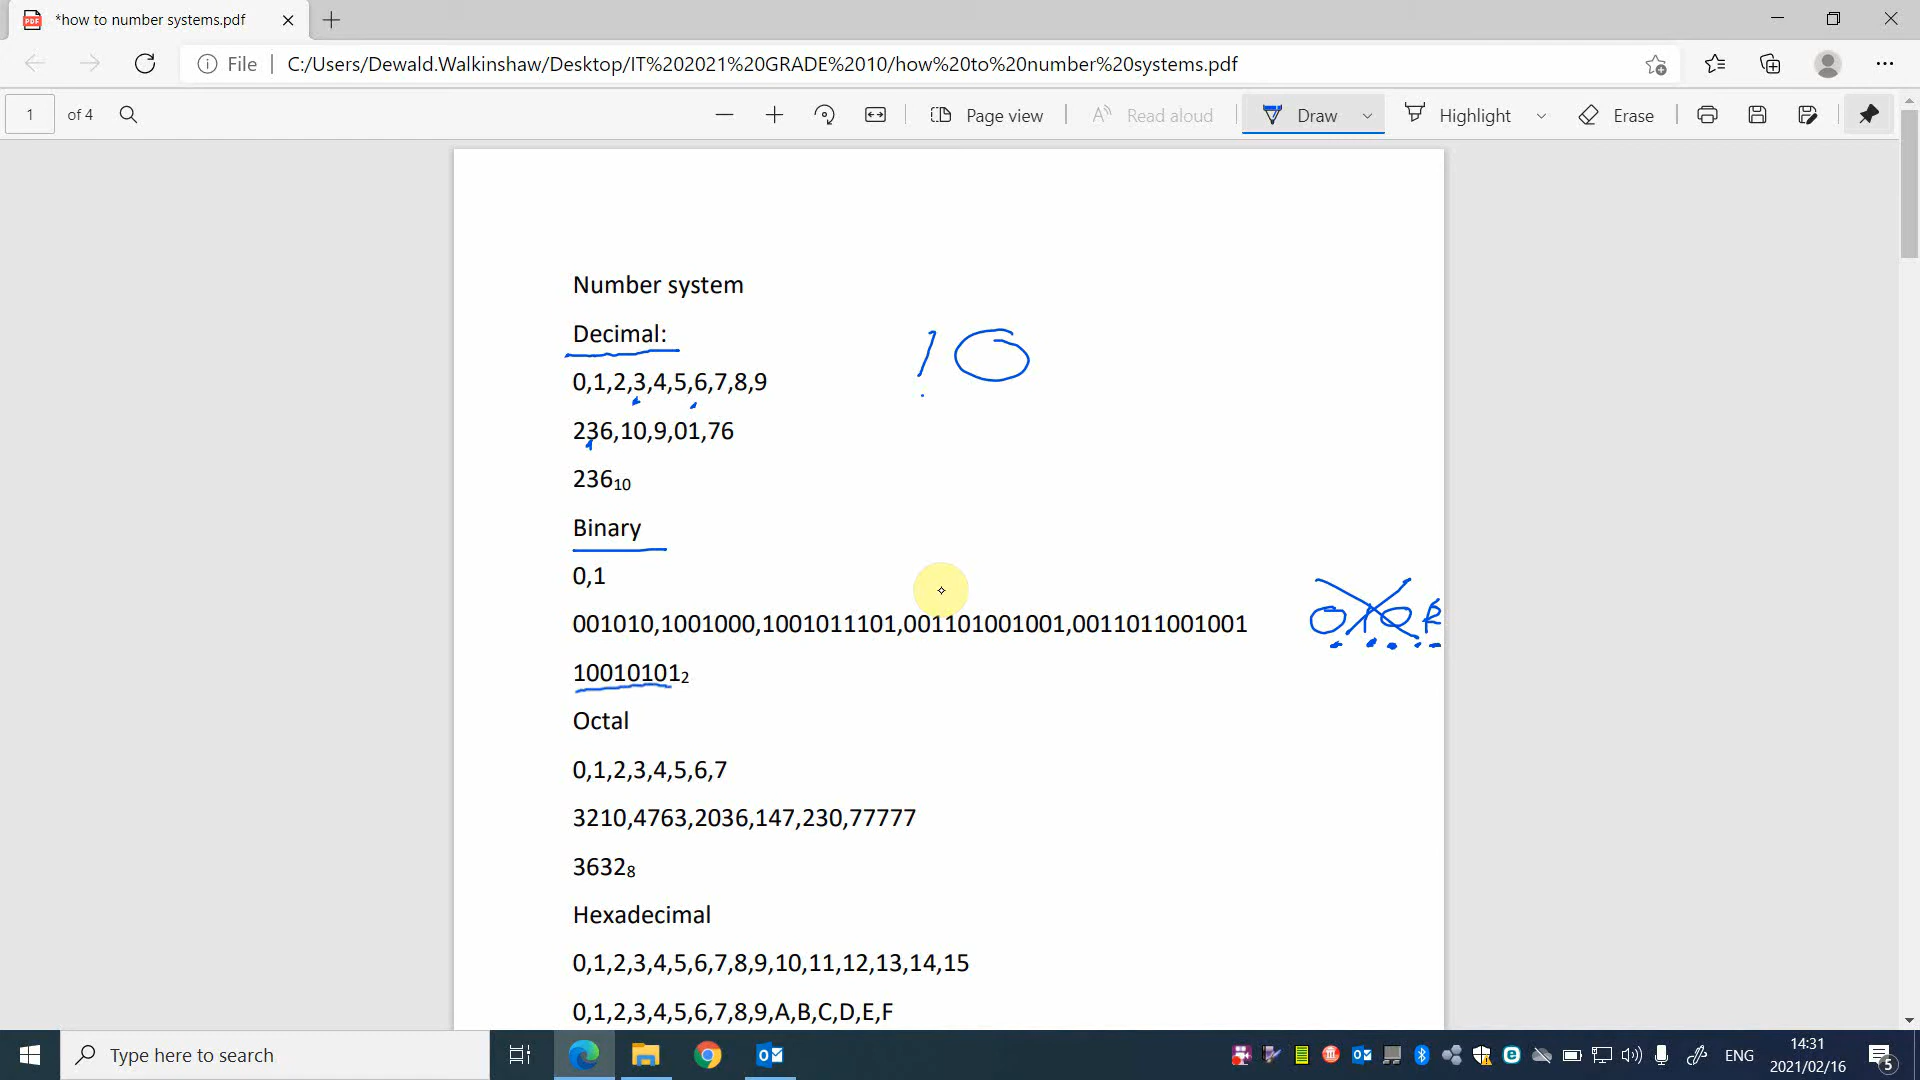 *how to number systems.pdf
File | C:/Users/Dewald.Walkinshaw/Desktop/IT%202021%20GRADE%2010/how%20to%20number%20systems.pdf
1 of 4
Page view
Read aloud
Draw
Highlight
Erase
Number system
Decimal:
10
0,1,2,3,4,5,6,7,8,9
236,10,9,01,76
236₁₀
Binary
0,1
001010,1001000,1001011101,001101001001,0011011001001
010
10010101₂
Octal
0,1,2,3,4,5,6,7
3210,4763,2036,147,230,77777
3632₈
Hexadecimal
0,1,2,3,4,5,6,7,8,9,10,11,12,13,14,15
0,1,2,3,4,5,6,7,8,9,A,B,C,D,E,F
Type here to search
ENG
14:31
2021/02/16
5